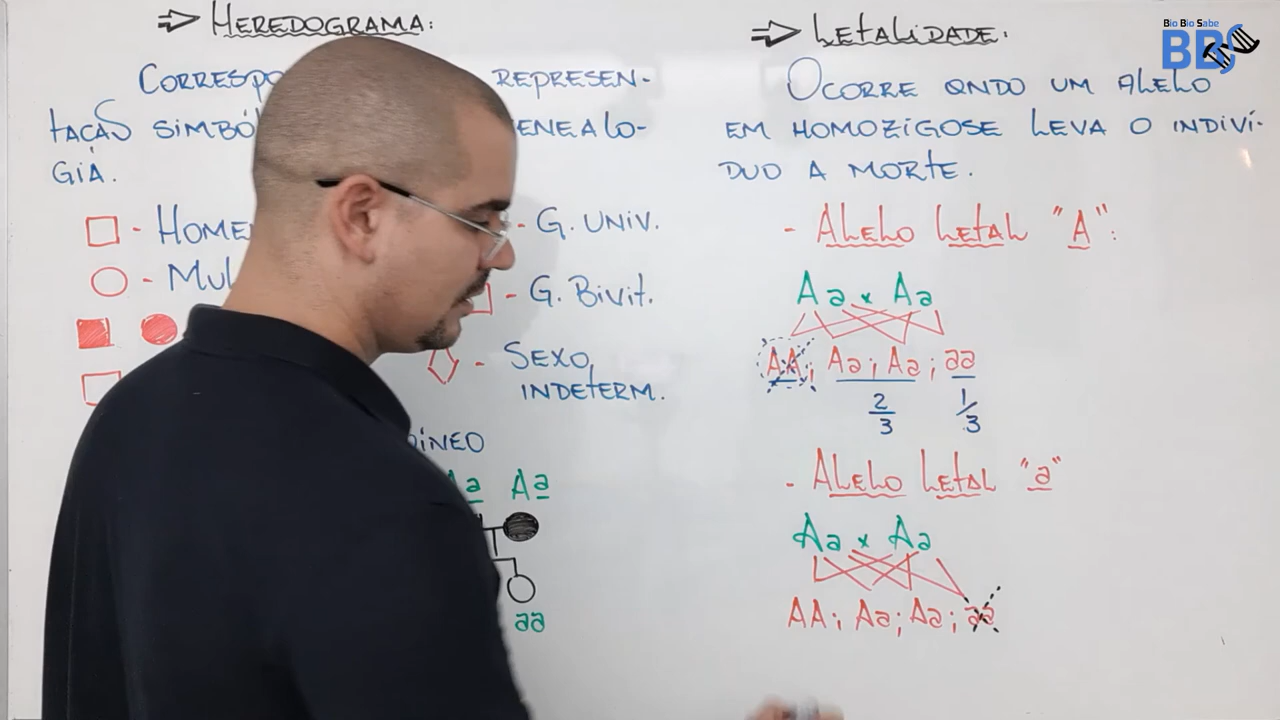 ⇒ HEREDOGRAMA:
CORRESPO REPRESEN-
TAÇÃO SIMBÓ ENEALO-
GIA.
- HOME
- MUL
- G. UNIV.
- G. BIVIT.
- SEXO
INDETERM.
ÍNEO
Aa Aa
aa
⇒ LETALIDADE:
OCORRE QNDO UM ALELO
EM HOMOZIGOSE LEVA O INDIVÍ-
DUO A MORTE.
- ALELO LETAL "A":
Aa x Aa
AA; Aa; Aa; aa
2/3 1/3
- ALELO LETAL "a"
Aa x Aa
AA; Aa; Aa; aa
Bio Bio Sabe
BBS